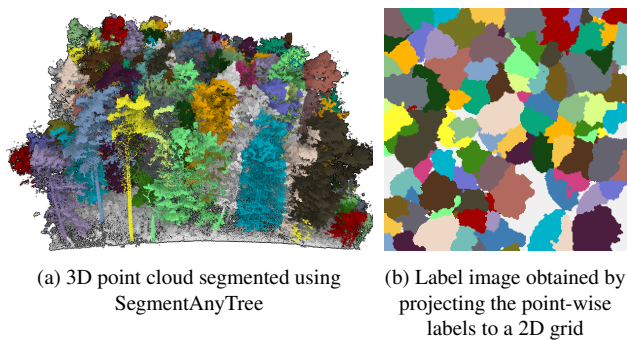 (a) 3D point cloud segmented using
SegmentAnyTree
(b) Label image obtained by
projecting the point-wise
labels to a 2D grid